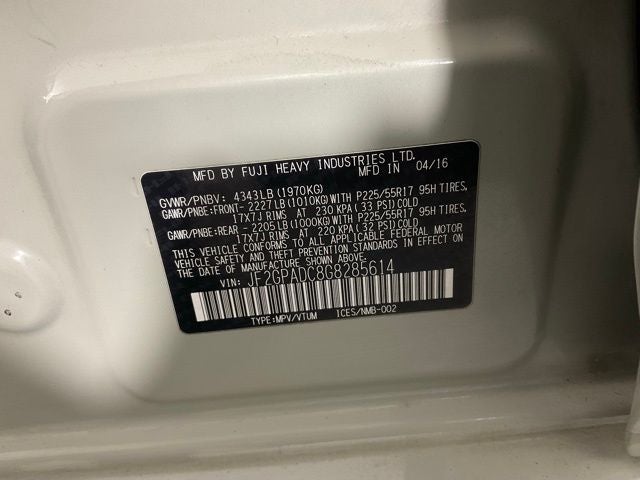 MFD BY FUJI HEAVY INDUSTRIES LTD. MFD IN 04/16
GVWR/PNBV: 4343LB(1970KG)
GAWR/PNBE:FRONT- 2227LB(1010KG)WITH P225/55R17 95H TIRES,
17X7J RIMS AT 230 KPA(33 PSI)COLD
GAWR/PNBE:REAR - 2205LB(1000KG)WITH P225/55R17 95H TIRES,
17X7J RIMS AT 220 KPA(32 PSI)COLD
THIS VEHICLE CONFORMS TO ALL APPLICABLE FEDERAL MOTOR
VEHICLE SAFETY AND THEFT PREVENTION STANDARDS IN EFFECT ON
THE DATE OF MANUFACTURE SHOWN ABOVE.
VIN: JF2GPADC8G8285614
TYPE:MPV/VTUM ICES/NMB-002